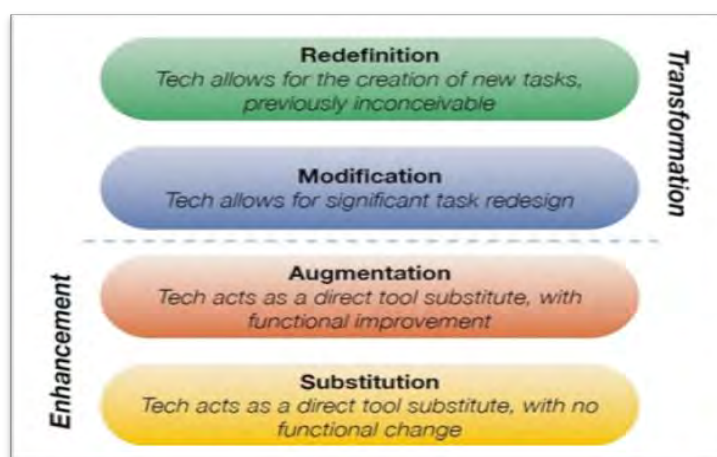 Redefinition
Tech allows for the creation of new tasks,
previously inconceivable
Modification
Tech allows for significant task redesign
Transformation
Augmentation
Tech acts as a direct tool substitute, with
functional improvement
Substitution
Tech acts as a direct tool substitute, with no
functional change
Enhancement